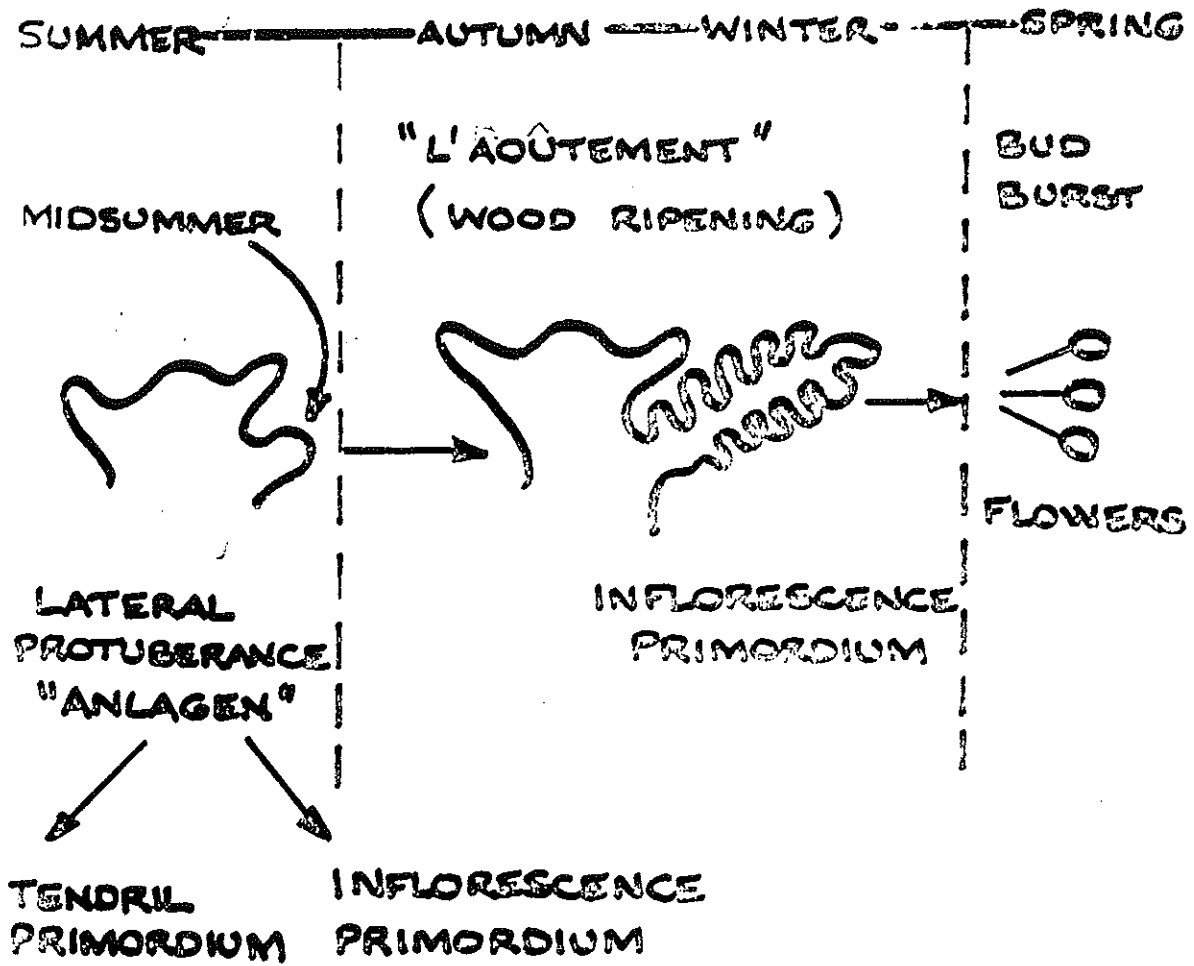 SUMMER AUTUMN WINTER SPRING
"L'AOÛTEMENT"
(WOOD RIPENING)
BUD
BURST
MIDSUMMER
FLOWERS
LATERAL
PROTUBERANCE
"ANLAGEN"
INFLORESCENCE
PRIMORDIUM
TENDRIL
PRIMORDIUM
INFLORESCENCE
PRIMORDIUM